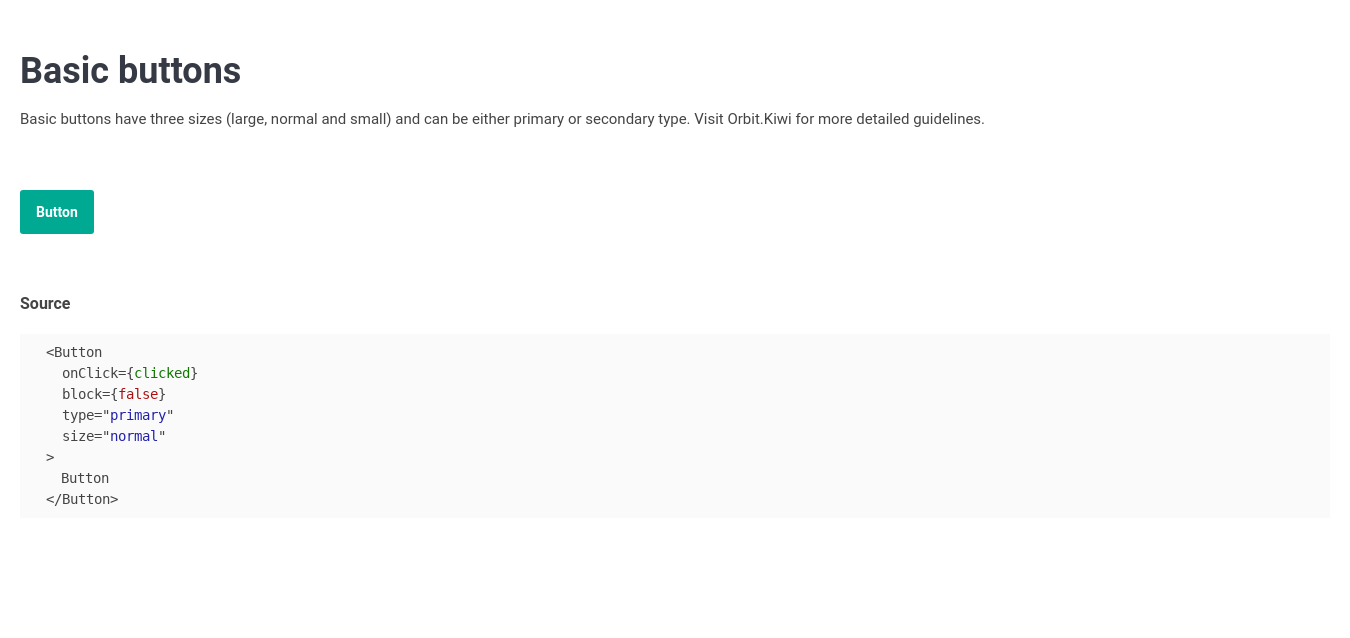 Basic buttons
Basic buttons have three sizes (large, normal and small) and can be either primary or secondary type. Visit Orbit.Kiwi for more detailed guidelines.
Button
Source
<Button
  onClick={clicked}
  block={false}
  type="primary"
  size="normal"
>
  Button
</Button>